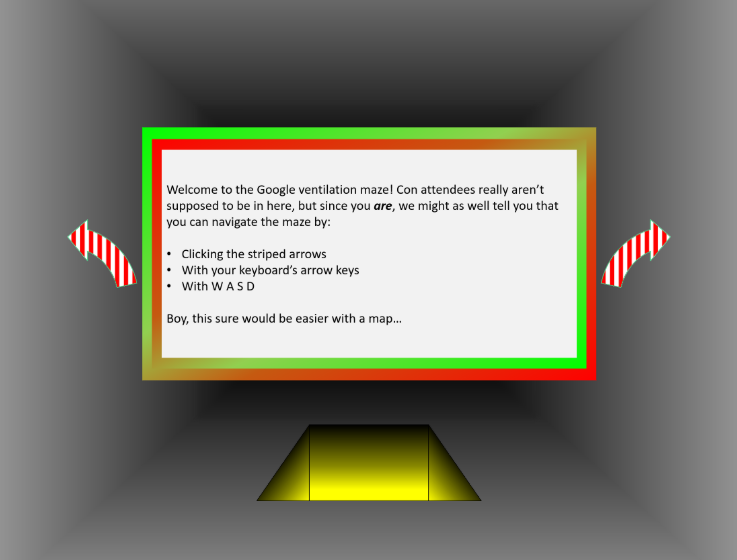 Welcome to the Google ventilation maze! Con attendees really aren’t
supposed to be in here, but since you are, we might as well tell you that
you can navigate the maze by:
• Clicking the striped arrows
• With your keyboard’s arrow keys
• With W A S D
Boy, this sure would be easier with a map…